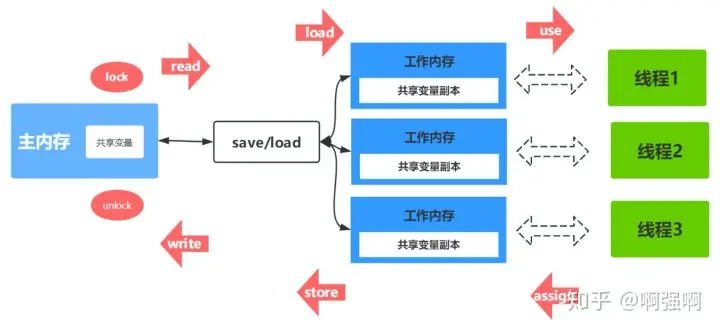 load
use
read
lock
工作内存
共享变量副本
线程1
主内存
共享变量
save/load
工作内存
共享变量副本
线程2
unlock
工作内存
共享变量副本
线程3
write
store
assign
知乎 @啊强啊